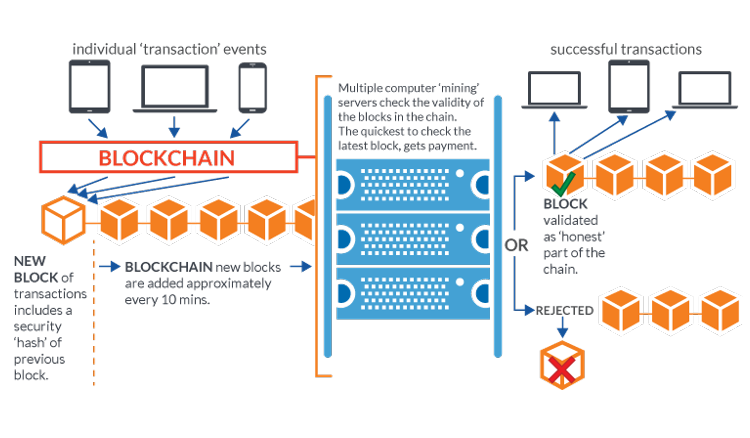 individual ‘transaction’ events
BLOCKCHAIN
NEW
BLOCK of
transactions
includes a
security
‘hash’ of
previous
block.
BLOCKCHAIN new blocks
are added approximately
every 10 mins.
Multiple computer ‘mining’
servers check the validity of
the blocks in the chain.
The quickest to check the
latest block, gets payment.
OR
successful transactions
BLOCK
validated
as ‘honest’
part of the
chain.
REJECTED